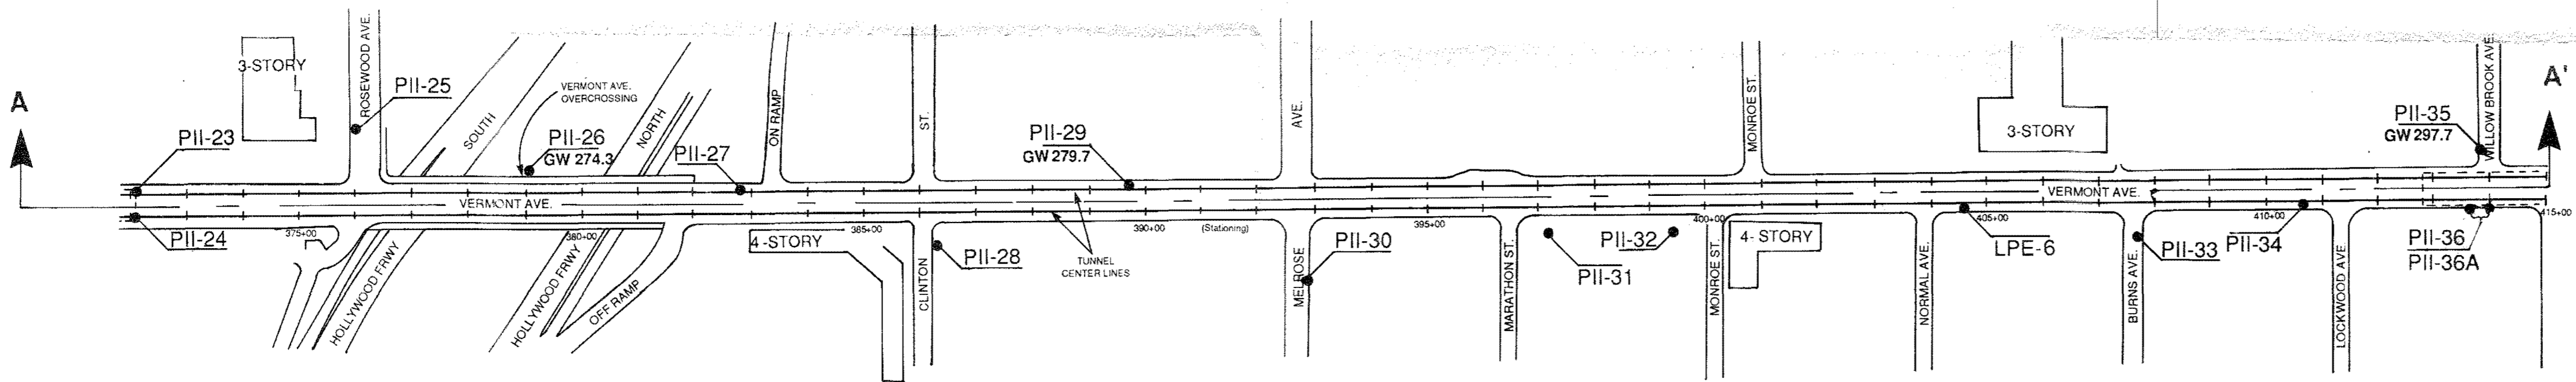 A
3-STORY
ROSEWOOD AVE.
PII-25
PII-23
PII-24
375+00
SOUTH
VERMONT AVE.
OVERCROSSING
PII-26
GW 274.3
NORTH
PII-27
ON RAMP
VERMONT AVE.
380+00
HOLLYWOOD FRWY
HOLLYWOOD FRWY
OFF RAMP
4 -STORY
385+00
ST.
CLINTON
PII-28
PII-29
GW 279.7
TUNNEL
CENTER LINES
390+00
(Stationing)
AVE.
MELROSE
PII-30
395+00
MARATHON ST.
PII-31
PII-32
400+00
MONROE ST.
MONROE ST.
4- STORY
3-STORY
NORMAL AVE.
405+00
LPE-6
VERMONT AVE.
BURNS AVE.
PII-33
PII-34
410+00
LOCKWOOD AVE.
PII-35
GW 297.7
WILLOW BROOK AVE.
PII-36
PII-36A
415+00
A'